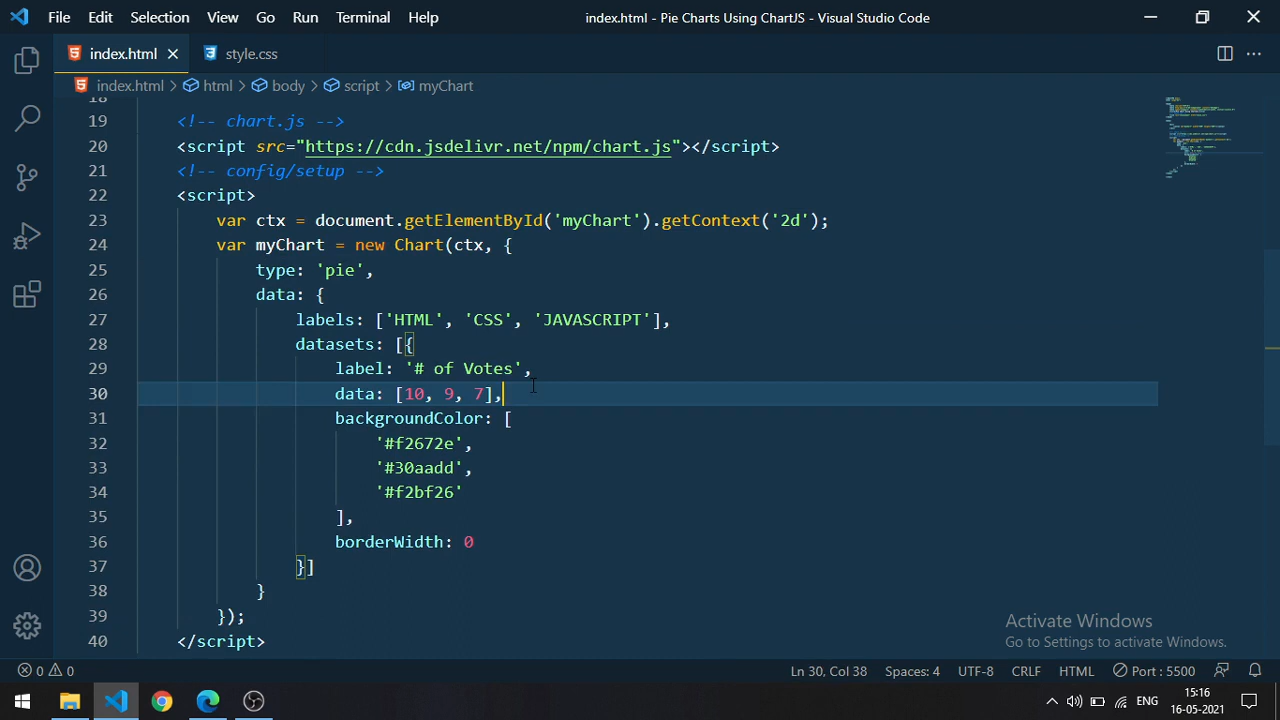 File Edit Selection View Go Run Terminal Help index.html - Pie Charts Using ChartJS - Visual Studio Code
index.html style.css
index.html > html > body > script > myChart
18
19 <!-- chart.js -->
20 <script src="https://cdn.jsdelivr.net/npm/chart.js"></script>
21 <!-- config/setup -->
22 <script>
23 var ctx = document.getElementById('myChart').getContext('2d');
24 var myChart = new Chart(ctx, {
25 type: 'pie',
26 data: {
27 labels: ['HTML', 'CSS', 'JAVASCRIPT'],
28 datasets: [{
29 label: '# of Votes',
30 data: [10, 9, 7],
31 backgroundColor: [
32 '#f2672e',
33 '#30aadd',
34 '#f2bf26'
35 ],
36 borderWidth: 0
37 }]
38 }
39 });
40 </script>
Activate Windows
Go to Settings to activate Windows.
0 0 Ln 30, Col 38 Spaces: 4 UTF-8 CRLF HTML Port : 5500
ENG 15:16
16-05-2021